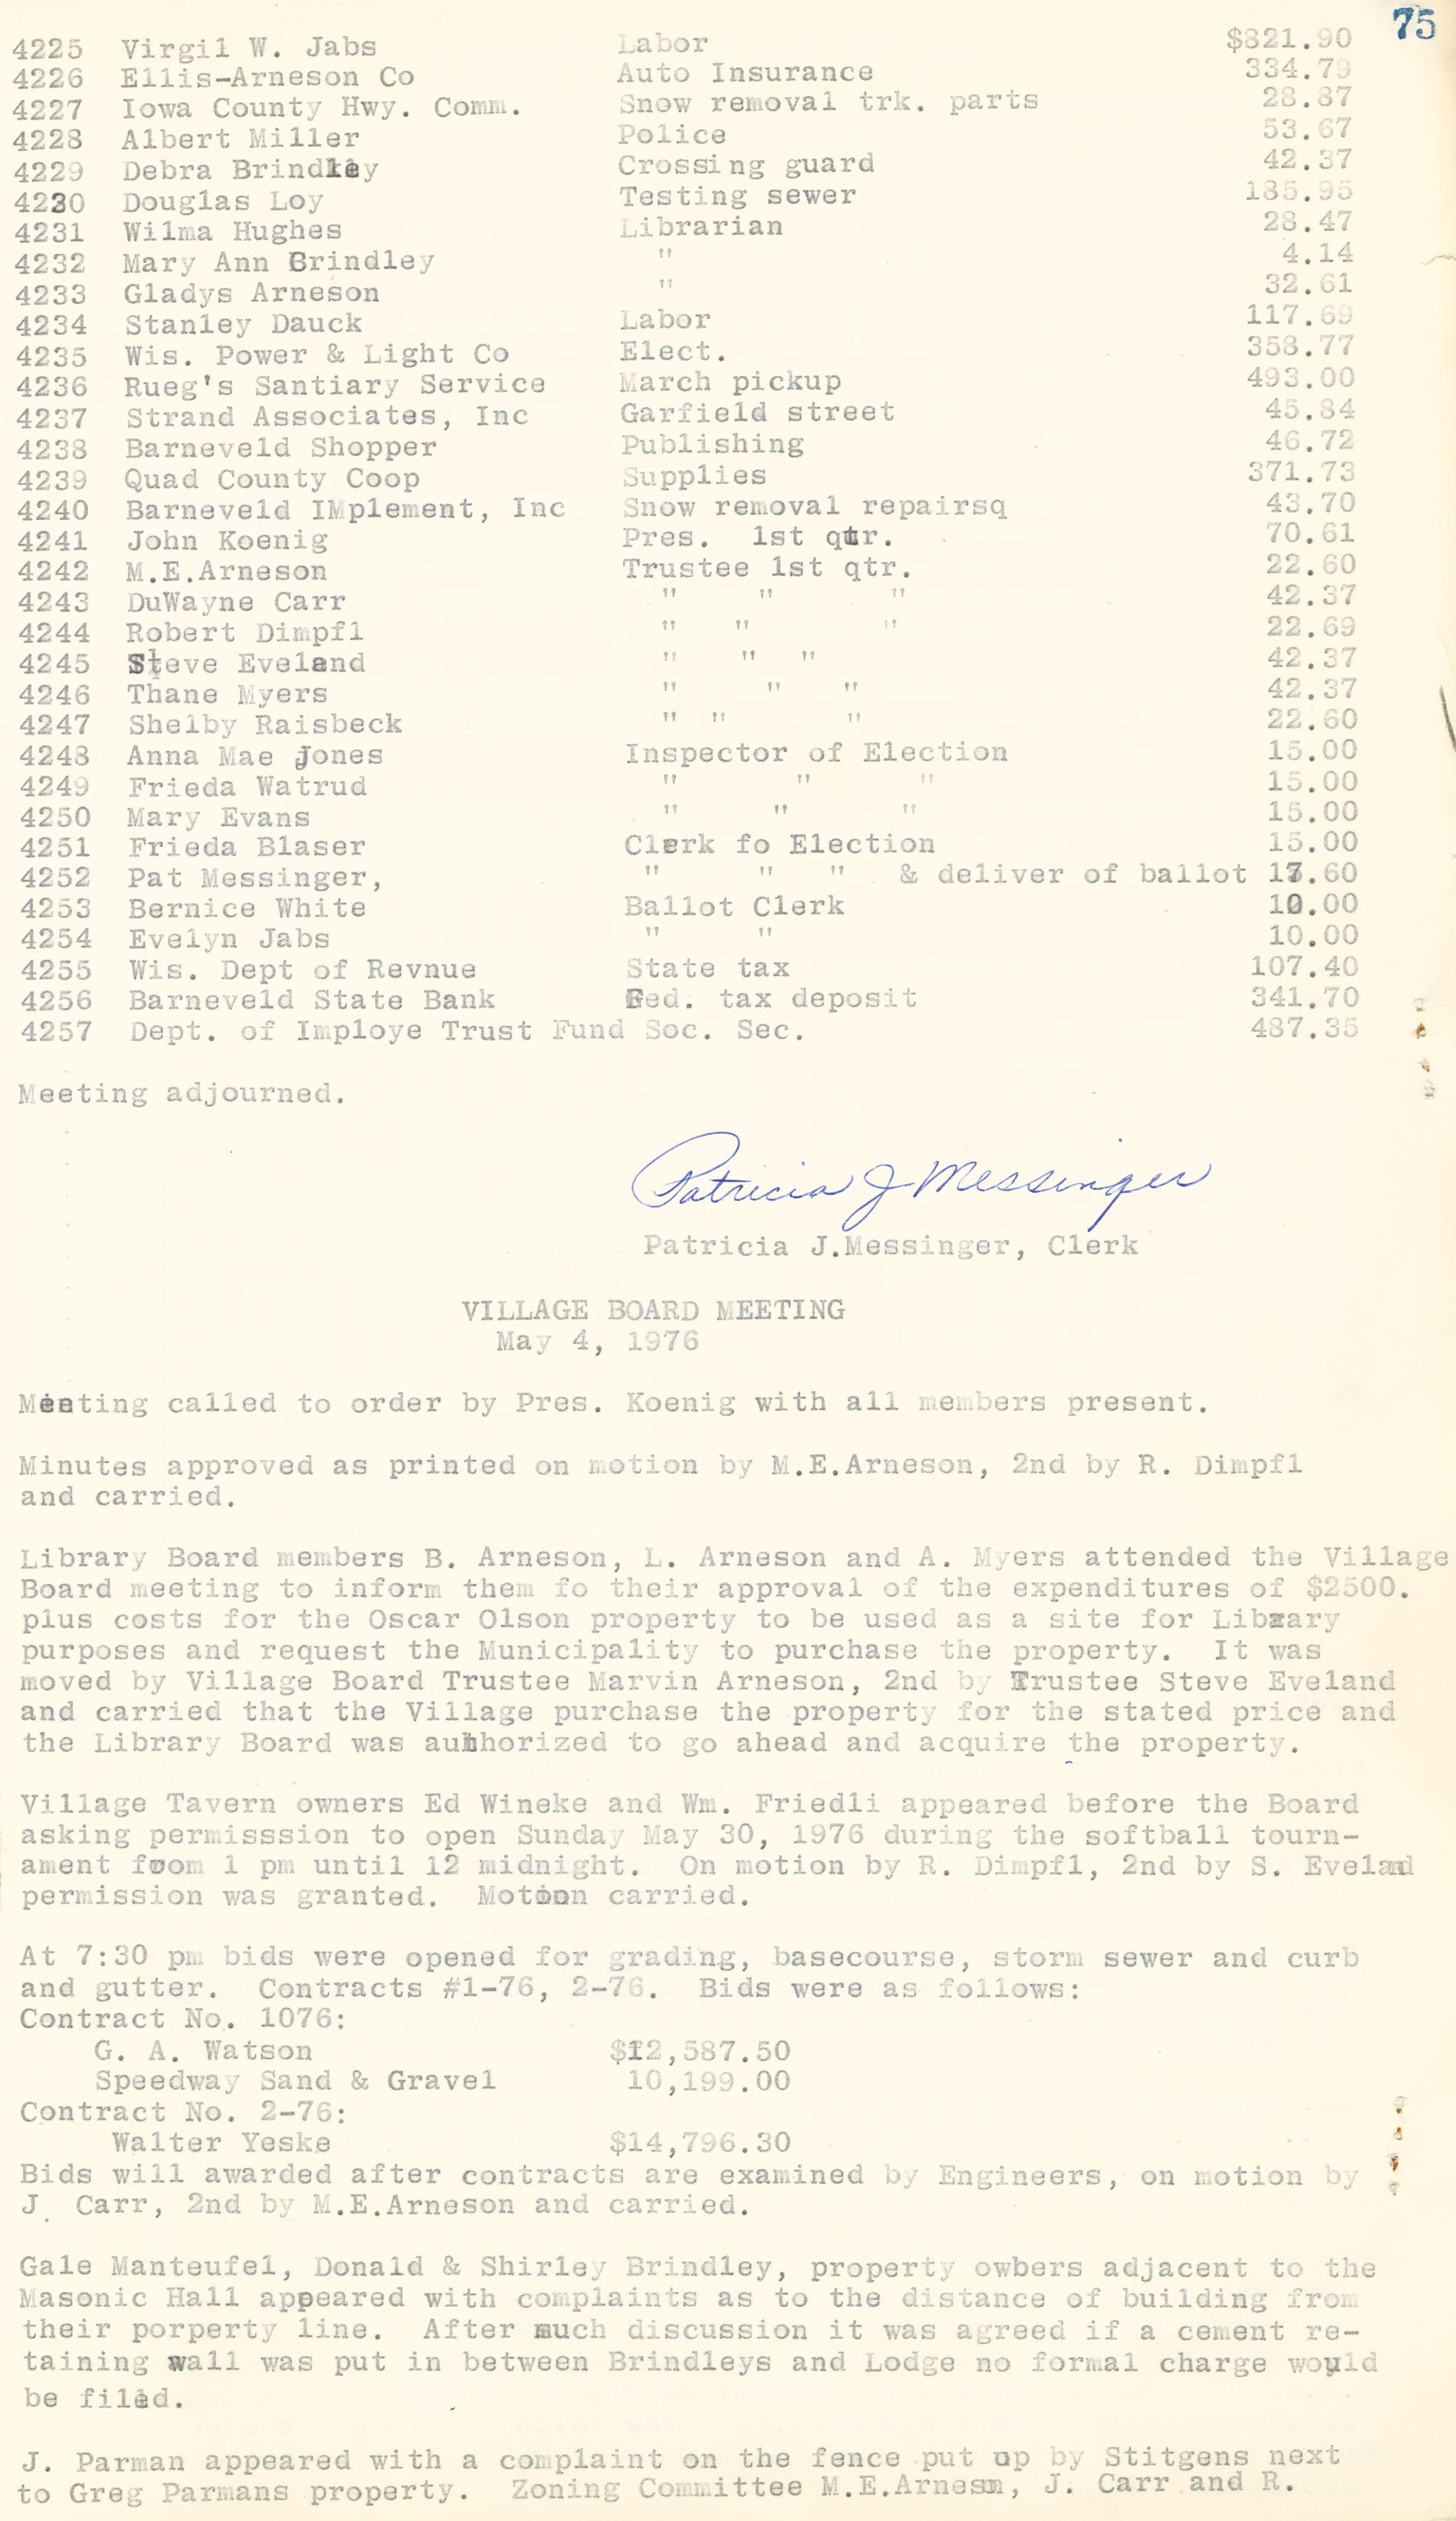 75
4225 Virgil W. Jabs Labor $821.90
4226 Ellis-Arneson Co Auto Insurance 334.79
4227 Iowa County Hwy. Comm. Snow removal trk. parts 28.87
4228 Albert Miller Police 53.67
4229 Debra Brindley Crossing guard 42.37
4230 Douglas Loy Testing sewer 185.95
4231 Wilma Hughes Librarian 28.47
4232 Mary Ann Brindley " 4.14
4233 Gladys Arneson " 32.61
4234 Stanley Dauck Labor 117.69
4235 Wis. Power & Light Co Elect. 358.77
4236 Rueg's Santiary Service March pickup 493.00
4237 Strand Associates, Inc Garfield street 45.84
4238 Barneveld Shopper Publishing 46.72
4239 Quad County Coop Supplies 371.73
4240 Barneveld IMplement, Inc Snow removal repairsq 43.70
4241 John Koenig Pres. 1st qtr. 70.61
4242 M.E.Arneson Trustee 1st qtr. 22.60
4243 DuWayne Carr " " " 42.37
4244 Robert Dimpfl " " " 22.69
4245 Steve Eveland " " " 42.37
4246 Thane Myers " " " 42.37
4247 Shelby Raisbeck " " " 22.60
4248 Anna Mae Jones Inspector of Election 15.00
4249 Frieda Watrud " " " 15.00
4250 Mary Evans " " " 15.00
4251 Frieda Blaser Clerk fo Election 15.00
4252 Pat Messinger, " " " & deliver of ballot 17.60
4253 Bernice White Ballot Clerk 10.00
4254 Evelyn Jabs " " 10.00
4255 Wis. Dept of Revnue State tax 107.40
4256 Barneveld State Bank Fed. tax deposit 341.70
4257 Dept. of Imploye Trust Fund Soc. Sec. 487.35
Meeting adjourned.
Patricia J Messinger
Patricia J.Messinger, Clerk
VILLAGE BOARD MEETING
May 4, 1976
Meeting called to order by Pres. Koenig with all members present.
Minutes approved as printed on motion by M.E.Arneson, 2nd by R. Dimpfl
and carried.
Library Board members B. Arneson, L. Arneson and A. Myers attended the Village
Board meeting to inform them fo their approval of the expenditures of $2500.
plus costs for the Oscar Olson property to be used as a site for Library
purposes and request the Municipality to purchase the property. It was
moved by Village Board Trustee Marvin Arneson, 2nd by Trustee Steve Eveland
and carried that the Village purchase the property for the stated price and
the Library Board was authorized to go ahead and acquire the property.
Village Tavern owners Ed Wineke and Wm. Friedli appeared before the Board
asking permisssion to open Sunday May 30, 1976 during the softball tourn-
ament from 1 pm until 12 midnight. On motion by R. Dimpfl, 2nd by S. Eveland
permission was granted. Motion carried.
At 7:30 pm bids were opened for grading, basecourse, storm sewer and curb
and gutter. Contracts #1-76, 2-76. Bids were as follows:
Contract No. 1076:
G. A. Watson $12,587.50
Speedway Sand & Gravel 10,199.00
Contract No. 2-76:
Walter Yeske $14,796.30
Bids will awarded after contracts are examined by Engineers, on motion by
J. Carr, 2nd by M.E.Arneson and carried.
Gale Manteufel, Donald & Shirley Brindley, property owbers adjacent to the
Masonic Hall appeared with complaints as to the distance of building from
their porperty line. After much discussion it was agreed if a cement re-
taining wall was put in between Brindleys and Lodge no formal charge would
be filed.
J. Parman appeared with a complaint on the fence put up by Stitgens next
to Greg Parmans property. Zoning Committee M.E.Arneson, J. Carr and R.